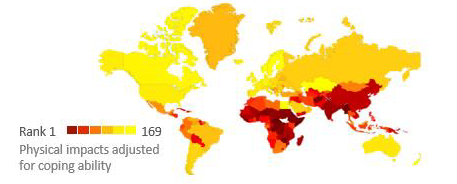 Rank 1 169
Physical impacts adjusted
for coping ability